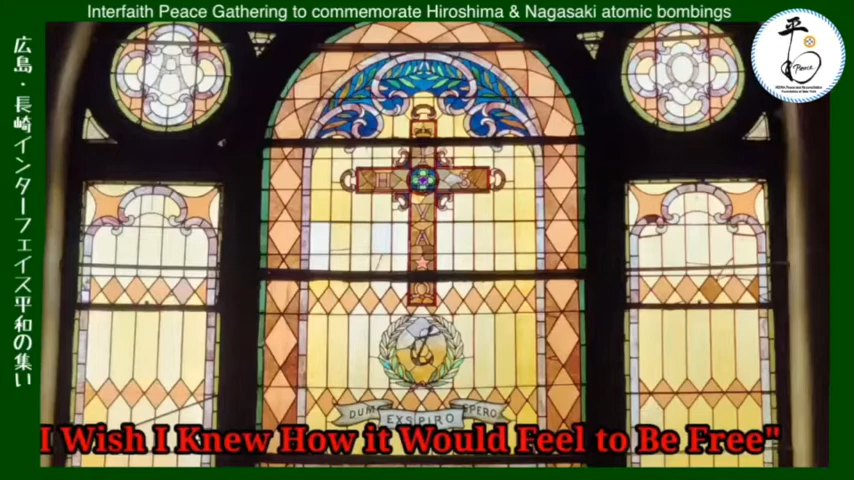 Interfaith Peace Gathering to commemorate Hiroshima & Nagasaki atomic bombings
平
Peace
広島・長崎インターフェイス平和の集い
IHS
DUM EXSPIRO SPERO
I Wish I Knew How it Would Feel to Be Free"